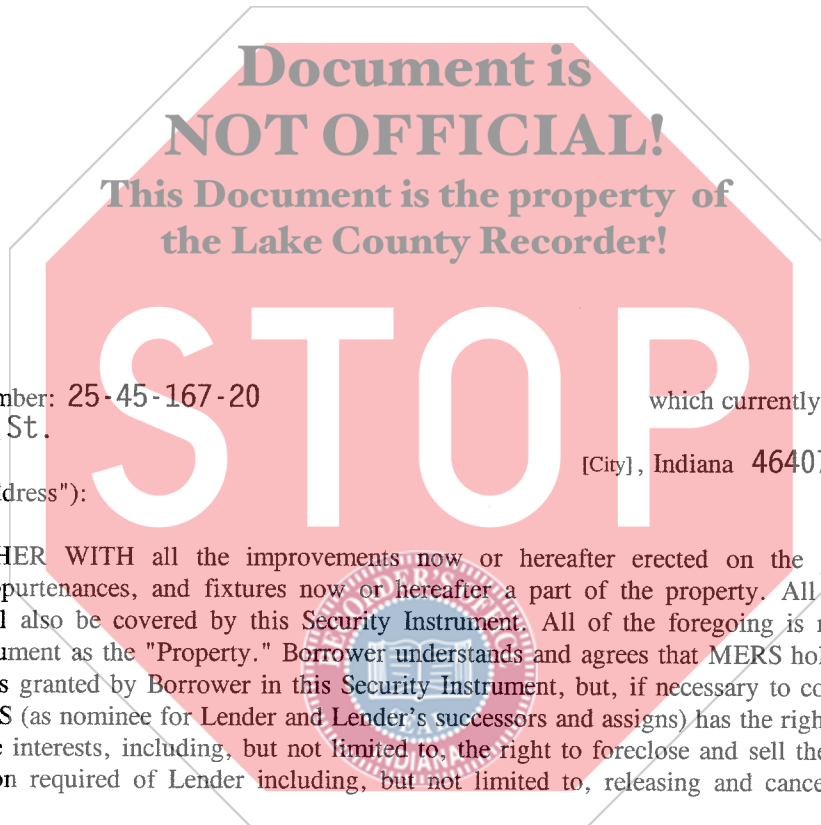 Document is
NOT OFFICIAL!
This Document is the property of
the Lake County Recorder!
STOP
mber: 25-45-167-20 which currently
St.
[City], Indiana 46407
ddress"):
HER WITH all the improvements now or hereafter erected on the
purtenances, and fixtures now or hereafter a part of the property. All
l also be covered by this Security Instrument. All of the foregoing is
ument as the "Property." Borrower understands and agrees that MERS hol
s granted by Borrower in this Security Instrument, but, if necessary to co
S (as nominee for Lender and Lender's successors and assigns) has the righ
e interests, including, but not limited to, the right to foreclose and sell the
on required of Lender including, but not limited to, releasing and cance
RECORDER'S OFFICE
INDIANA